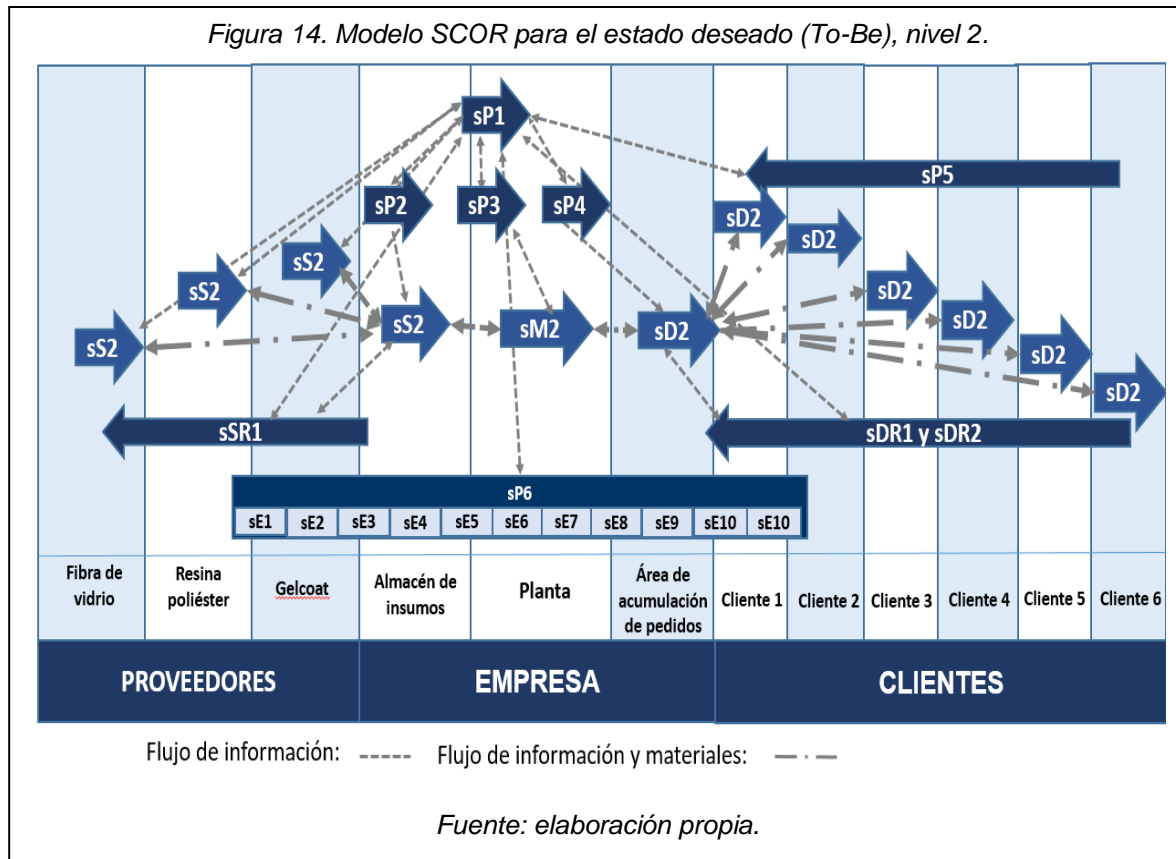 Figura 14. Modelo SCOR para el estado deseado (To-Be), nivel 2.
sP1
sP5
sP2
sP3
sP4
sD2
sD2
sS2
sS2
sD2
sS2
sS2
sM2
sD2
sD2
sD2
sD2
sSR1
sDR1 y sDR2
sP6
sE1 sE2 sE3 sE4 sE5 sE6 sE7 sE8 sE9 sE10 sE10
Fibra de
vidrio
Resina
poliéster
Gelcoat
Almacén de
insumos
Planta
Área de
acumulación
de pedidos
Cliente 1
Cliente 2
Cliente 3
Cliente 4
Cliente 5
Cliente 6
PROVEEDORES
EMPRESA
CLIENTES
Flujo de información:
Flujo de información y materiales:
Fuente: elaboración propia.